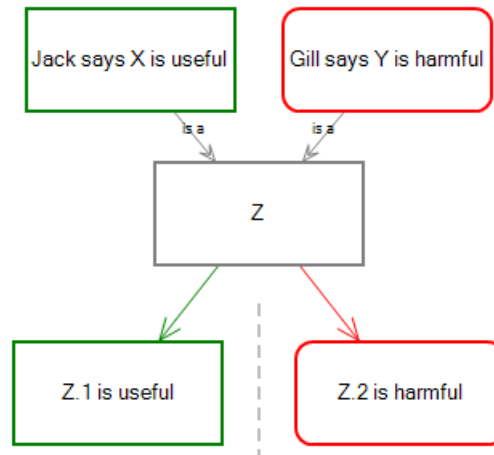 Jack says X is useful
Gill says Y is harmful
is a
is a
Z
Z.1 is useful
Z.2 is harmful